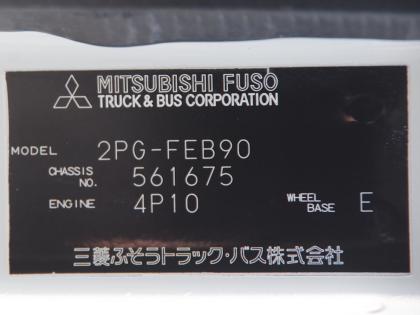 MITSUBISHI FUSO
TRUCK & BUS CORPORATION
MODEL 2PG-FEB90
CHASSIS NO. 561675
ENGINE 4P10 WHEEL BASE E
三菱ふそうトラック・バス株式会社